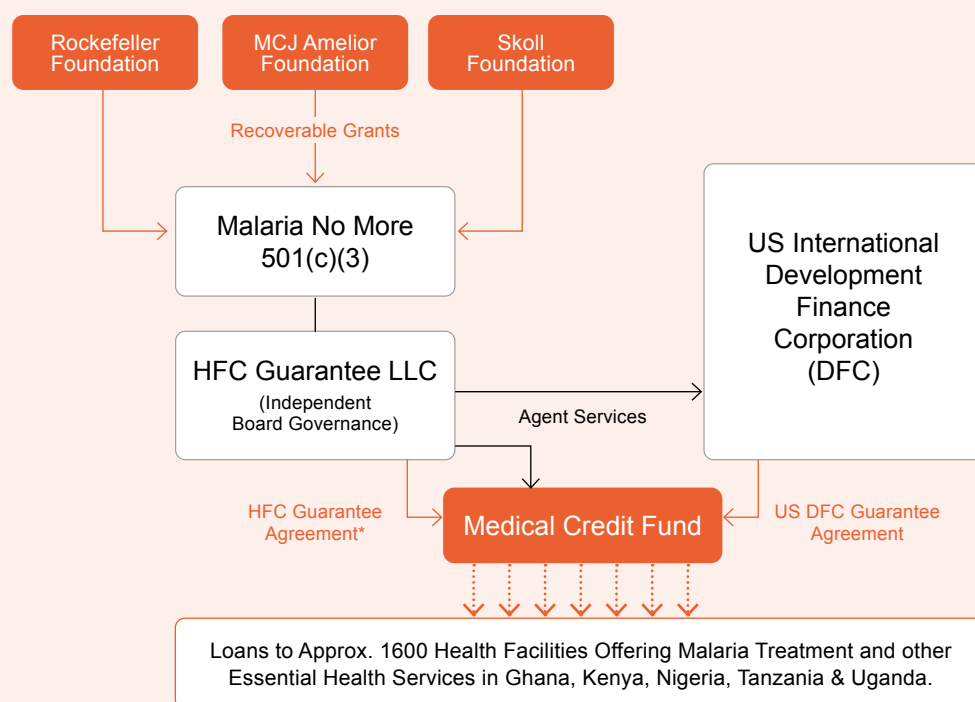 Rockefeller
Foundation
MCJ Amelior
Foundation
Skoll
Foundation
Recoverable Grants
Malaria No More
501(c)(3)
US International
Development
Finance
Corporation
(DFC)
HFC Guarantee LLC
(Independent
Board Governance)
Agent Services
HFC Guarantee
Agreement*
Medical Credit Fund
US DFC Guarantee
Agreement
Loans to Approx. 1600 Health Facilities Offering Malaria Treatment and other
Essential Health Services in Ghana, Kenya, Nigeria, Tanzania & Uganda.